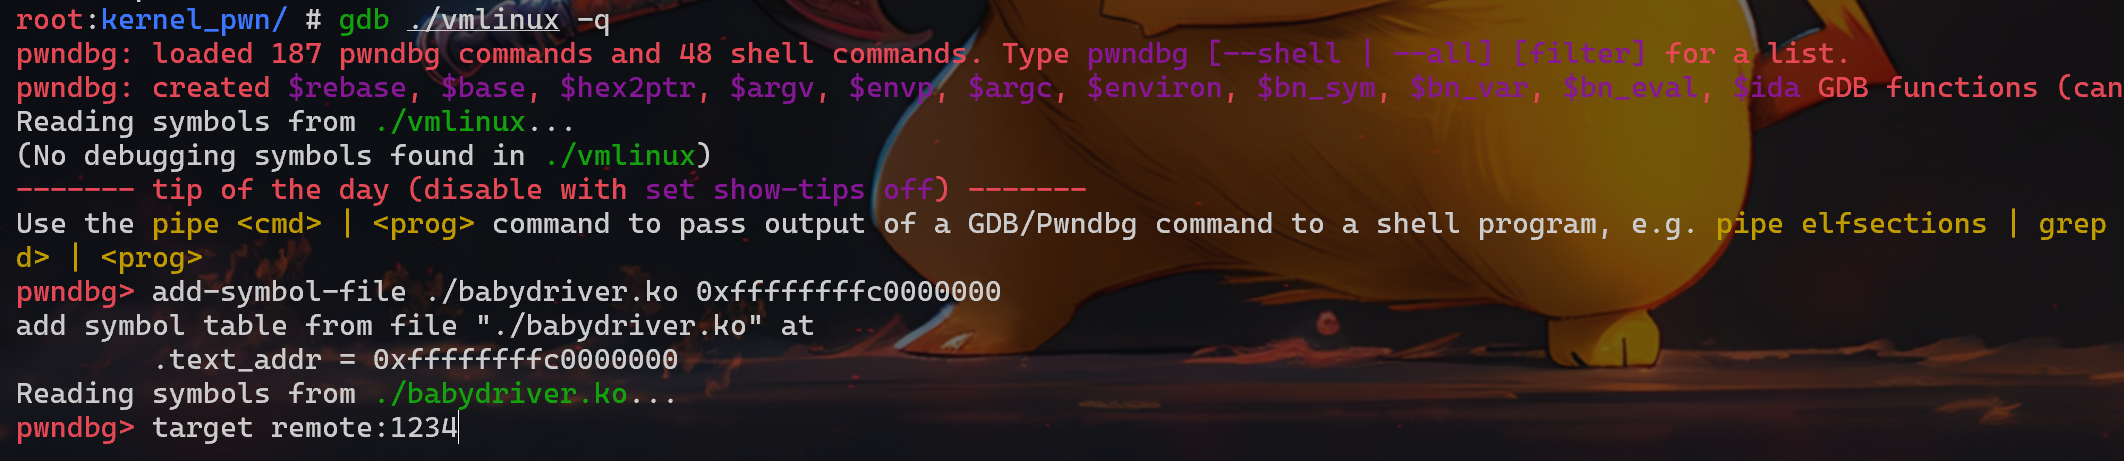 root:kernel_pwn/ # gdb ./vmlinux -q
pwndbg: loaded 187 pwndbg commands and 48 shell commands. Type pwndbg [--shell | --all] [filter] for a list.
pwndbg: created $rebase, $base, $hex2ptr, $argv, $envp, $argc, $environ, $bn_sym, $bn_var, $bn_eval, $ida GDB functions (can
Reading symbols from ./vmlinux...
(No debugging symbols found in ./vmlinux)
------- tip of the day (disable with set show-tips off) -------
Use the pipe <cmd> | <prog> command to pass output of a GDB/Pwndbg command to a shell program, e.g. pipe elfsections | grep
d> | <prog>
pwndbg> add-symbol-file ./babydriver.ko 0xffffffffc0000000
add symbol table from file "./babydriver.ko" at
.text_addr = 0xffffffffc0000000
Reading symbols from ./babydriver.ko...
pwndbg> target remote:1234